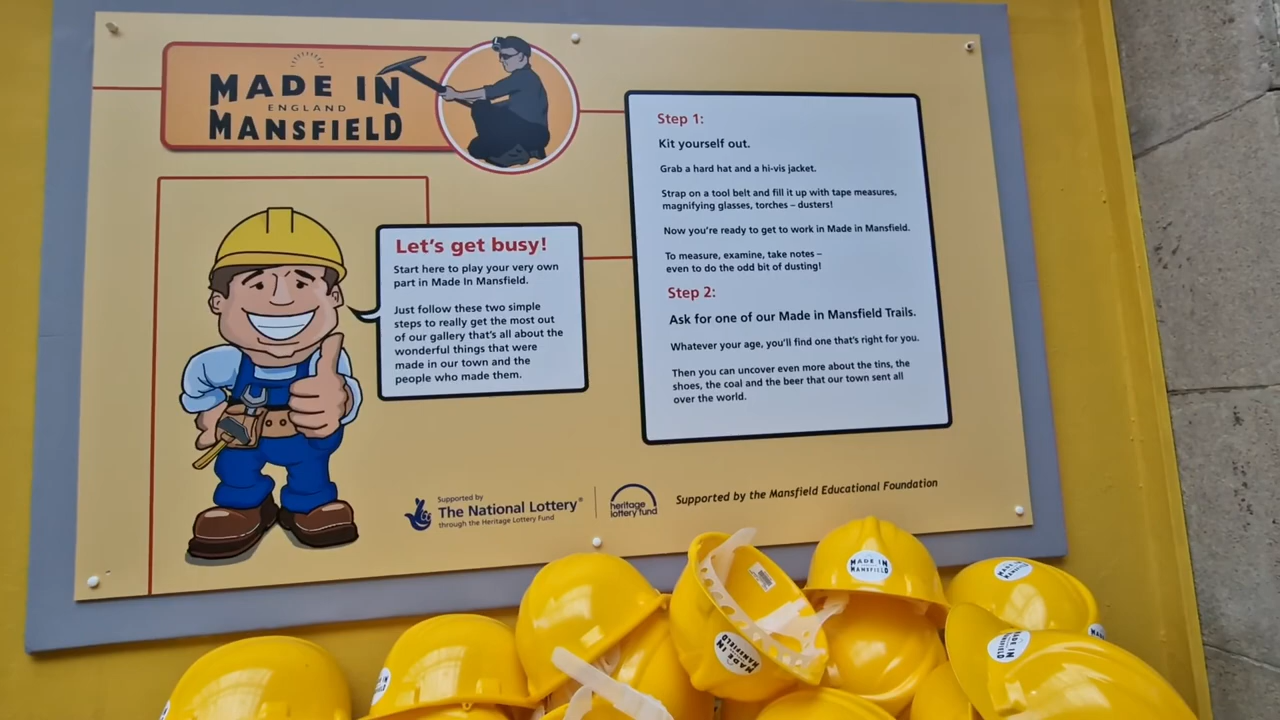 MADE IN
ENGLAND
MANSFIELD
Let's get busy!
Start here to play your very own
part in Made In Mansfield.
Just follow these two simple
steps to really get the most out
of our gallery that's all about the
wonderful things that were
made in our town and the
people who made them.
Step 1:
Kit yourself out.
Grab a hard hat and a hi-vis jacket.
Strap on a tool belt and fill it up with tape measures,
magnifying glasses, torches – dusters!
Now you're ready to get to work in Made in Mansfield.
To measure, examine, take notes –
even to do the odd bit of dusting!
Step 2:
Ask for one of our Made in Mansfield Trails.
Whatever your age, you'll find one that's right for you.
Then you can uncover even more about the tins, the
shoes, the coal and the beer that our town sent all
over the world.
Supported by
The National Lottery®
through the Heritage Lottery Fund
heritage
lottery fund
Supported by the Mansfield Educational Foundation
MADE IN
MANSFIELD
MADE IN
MANSFIELD
MADE IN
MANSFIELD
MADE IN
MANSFIELD